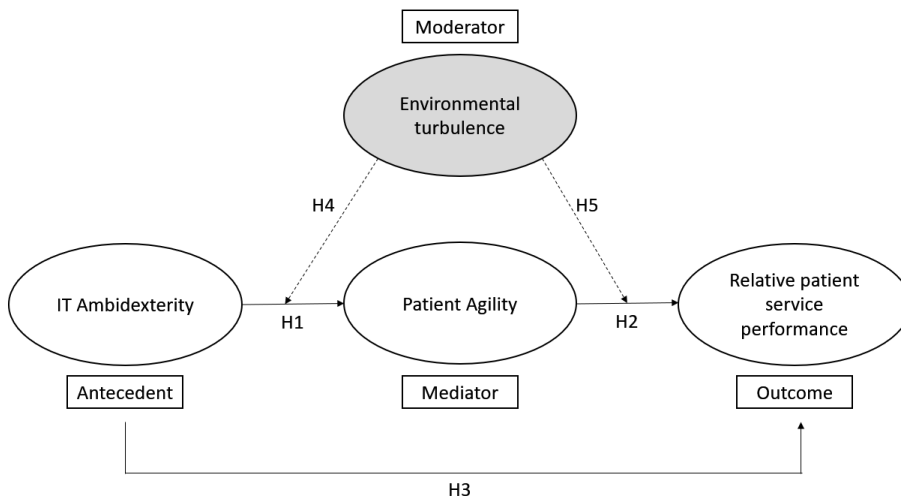 Moderator
Environmental
turbulence
H4
H5
IT Ambidexterity
H1
Patient Agility
H2
Relative patient
service
performance
Antecedent
Mediator
Outcome
H3